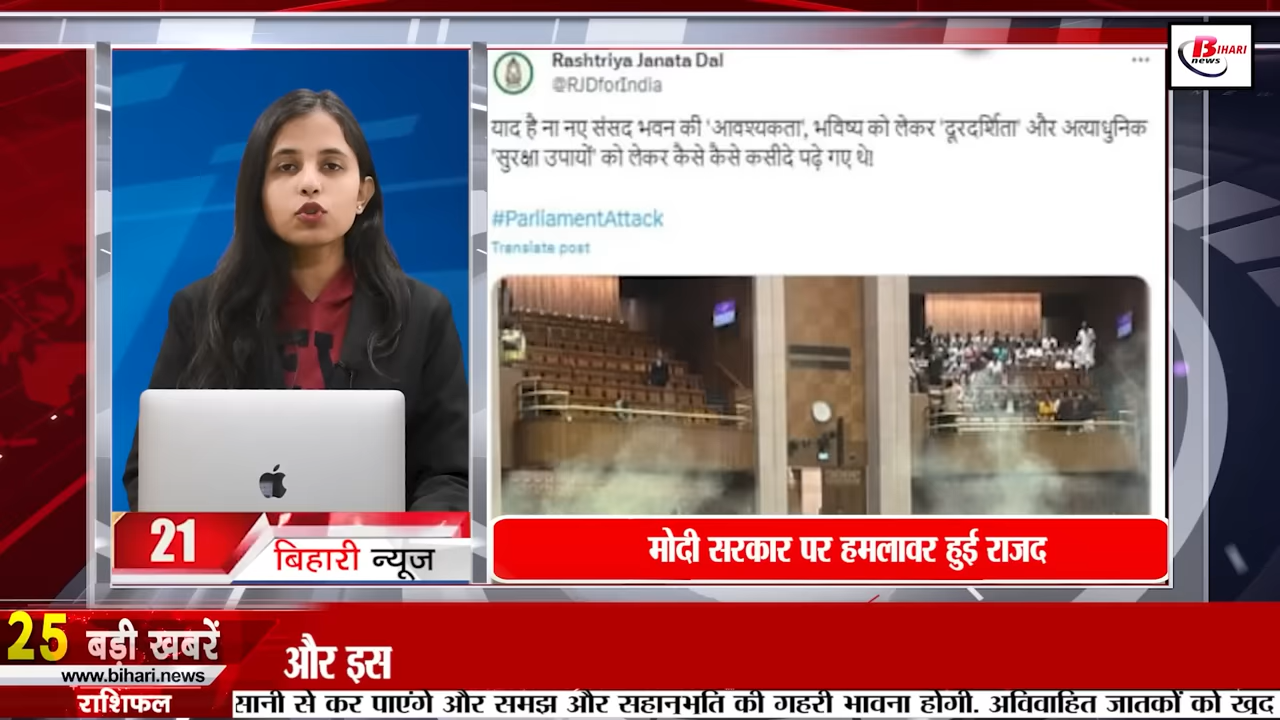 Rashtriya Janata Dal
@RJDforIndia
याद है ना नए संसद भवन की 'आवश्यकता', भविष्य को लेकर 'दूरदर्शिता' और अत्याधुनिक
'सुरक्षा उपायों' को लेकर कैसे कैसे कसीदे पढ़े गए थे!
#ParliamentAttack
Translate post
BIHARI
news
21
बिहारी न्यूज
मोदी सरकार पर हमलावर हुई राजद
25 बड़ी खबरें
www.bihari.news
और इस
राशिफल
सानी से कर पाएंगे और समझ और सहानुभूति की गहरी भावना होगी. अविवाहित जातकों को खुद